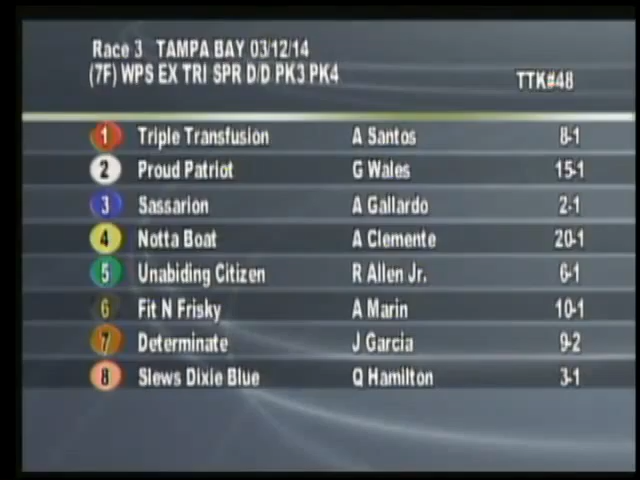 Race 3 TAMPA BAY 03/12/14
(7F) WPS EX TRI SPR D/D PK3 PK4 TTK#48
1 Triple Transfusion A Santos 8-1
2 Proud Patriot G Wales 15-1
3 Sassarion A Gallardo 2-1
4 Notta Boat A Clemente 20-1
5 Unabiding Citizen R Allen Jr. 6-1
6 Fit N Frisky A Marin 10-1
7 Determinate J Garcia 9-2
8 Slews Dixie Blue Q Hamilton 3-1